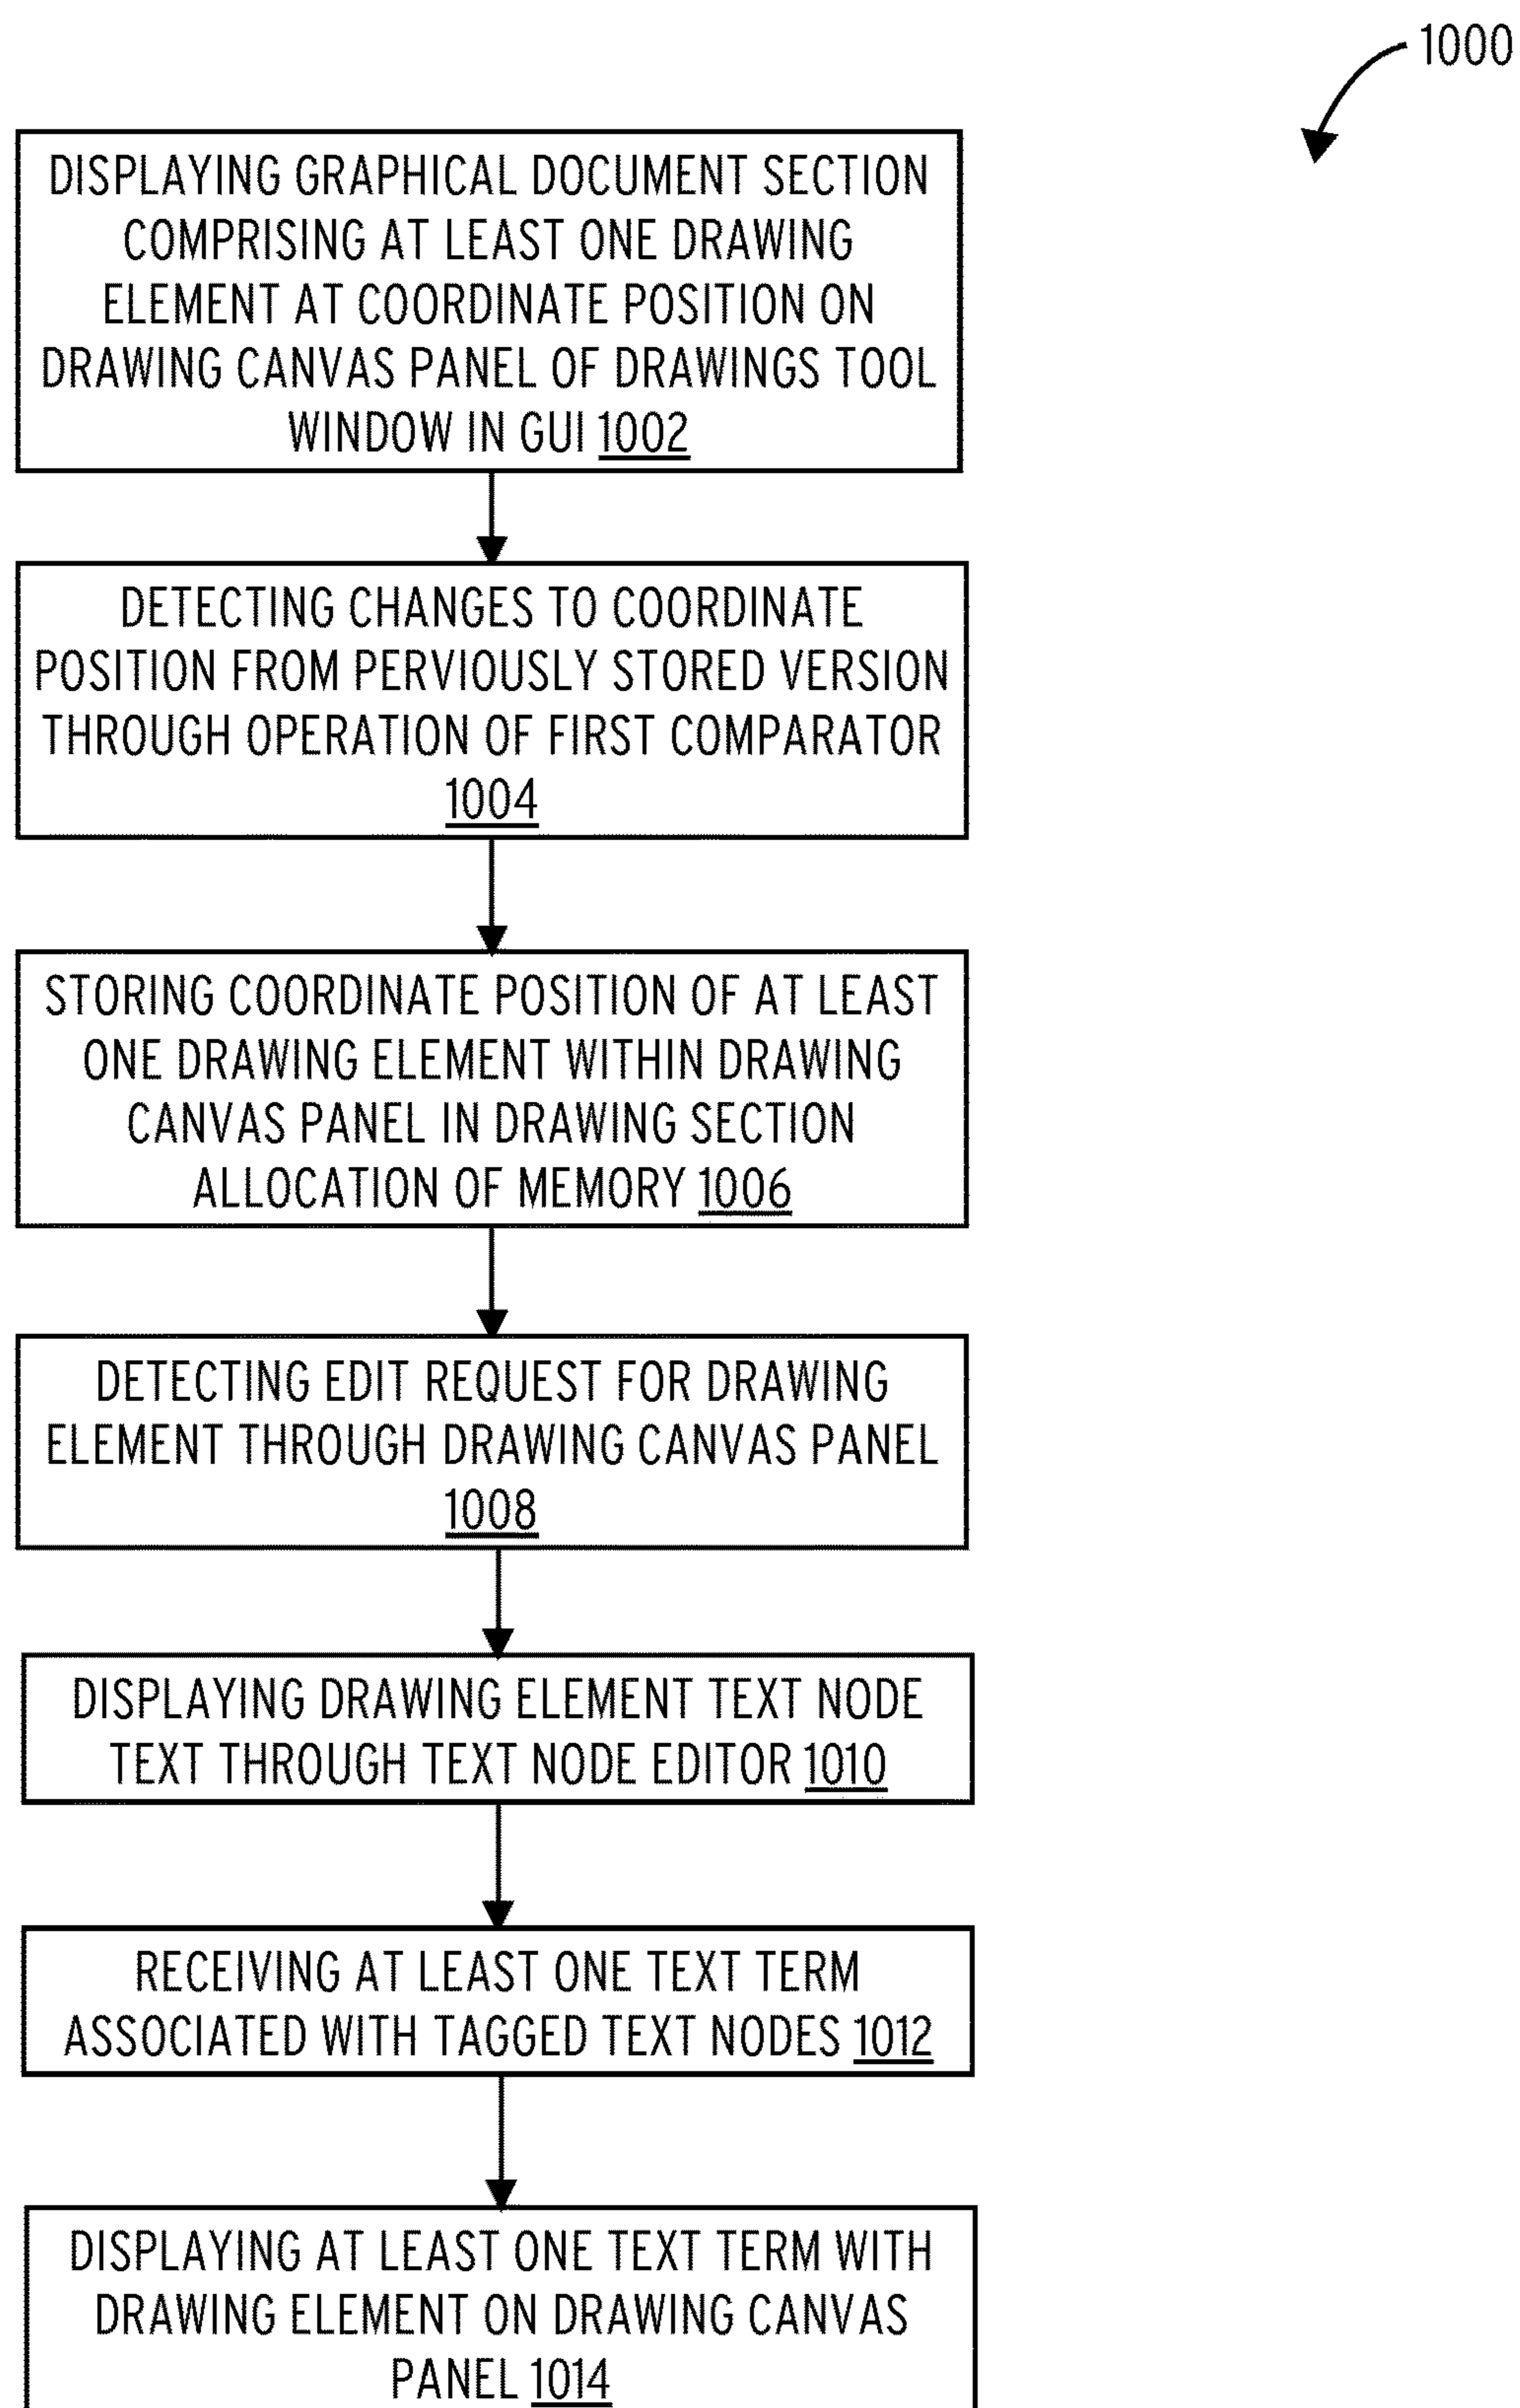 1000
DISPLAYING GRAPHICAL DOCUMENT SECTION
COMPRISING AT LEAST ONE DRAWING
ELEMENT AT COORDINATE POSITION ON
DRAWING CANVAS PANEL OF DRAWINGS TOOL
WINDOW IN GUI 1002
DETECTING CHANGES TO COORDINATE
POSITION FROM PERVIOUSLY STORED VERSION
THROUGH OPERATION OF FIRST COMPARATOR
1004
STORING COORDINATE POSITION OF AT LEAST
ONE DRAWING ELEMENT WITHIN DRAWING
CANVAS PANEL IN DRAWING SECTION
ALLOCATION OF MEMORY 1006
DETECTING EDIT REQUEST FOR DRAWING
ELEMENT THROUGH DRAWING CANVAS PANEL
1008
DISPLAYING DRAWING ELEMENT TEXT NODE
TEXT THROUGH TEXT NODE EDITOR 1010
RECEIVING AT LEAST ONE TEXT TERM
ASSOCIATED WITH TAGGED TEXT NODES 1012
DISPLAYING AT LEAST ONE TEXT TERM WITH
DRAWING ELEMENT ON DRAWING CANVAS
PANEL 1014